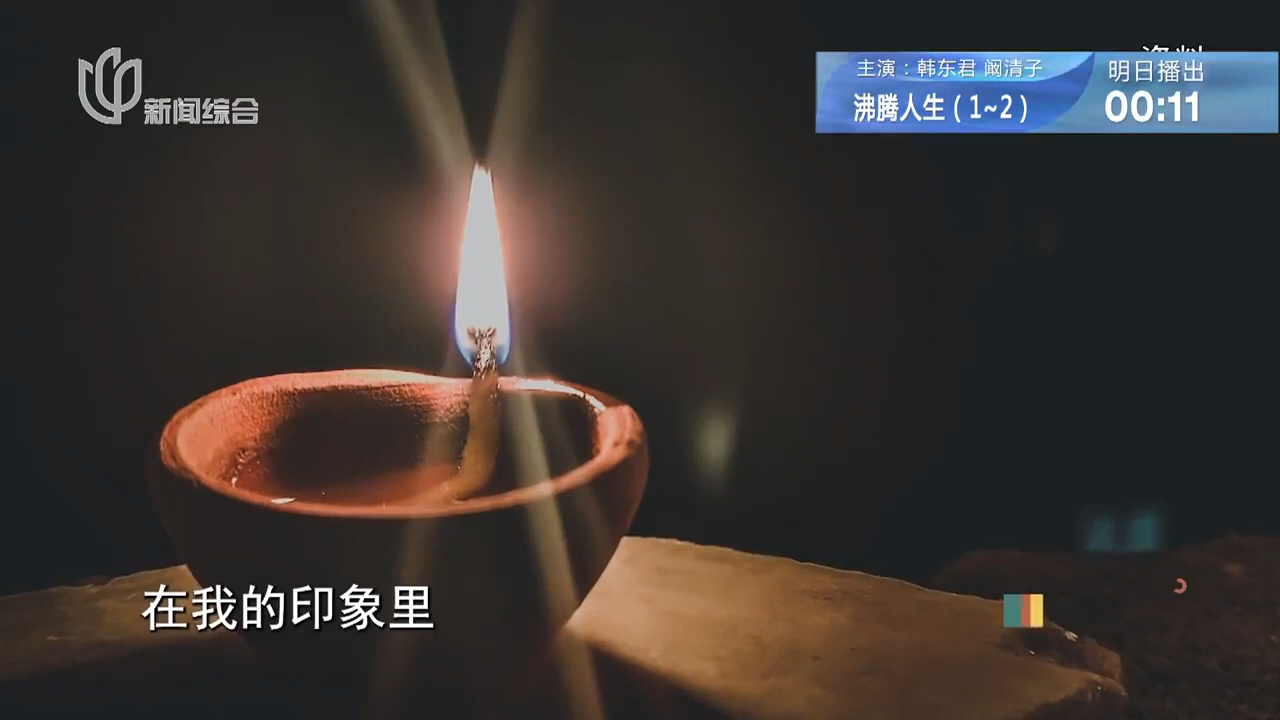 新闻综合
主演：韩东君 阚清子
沸腾人生（1~2）
明日播出
00:11
在我的印象里